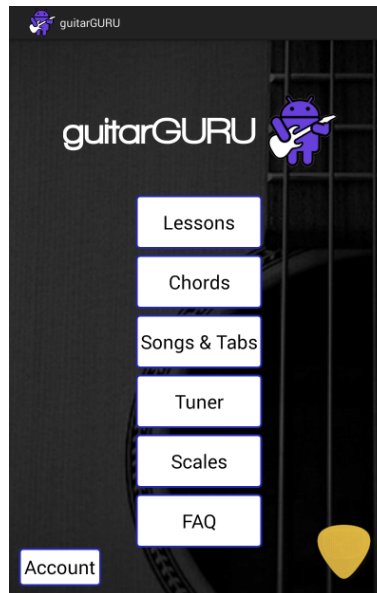 guitarGURU
guitarGURU
Lessons
Chords
Songs & Tabs
Tuner
Scales
FAQ
Account